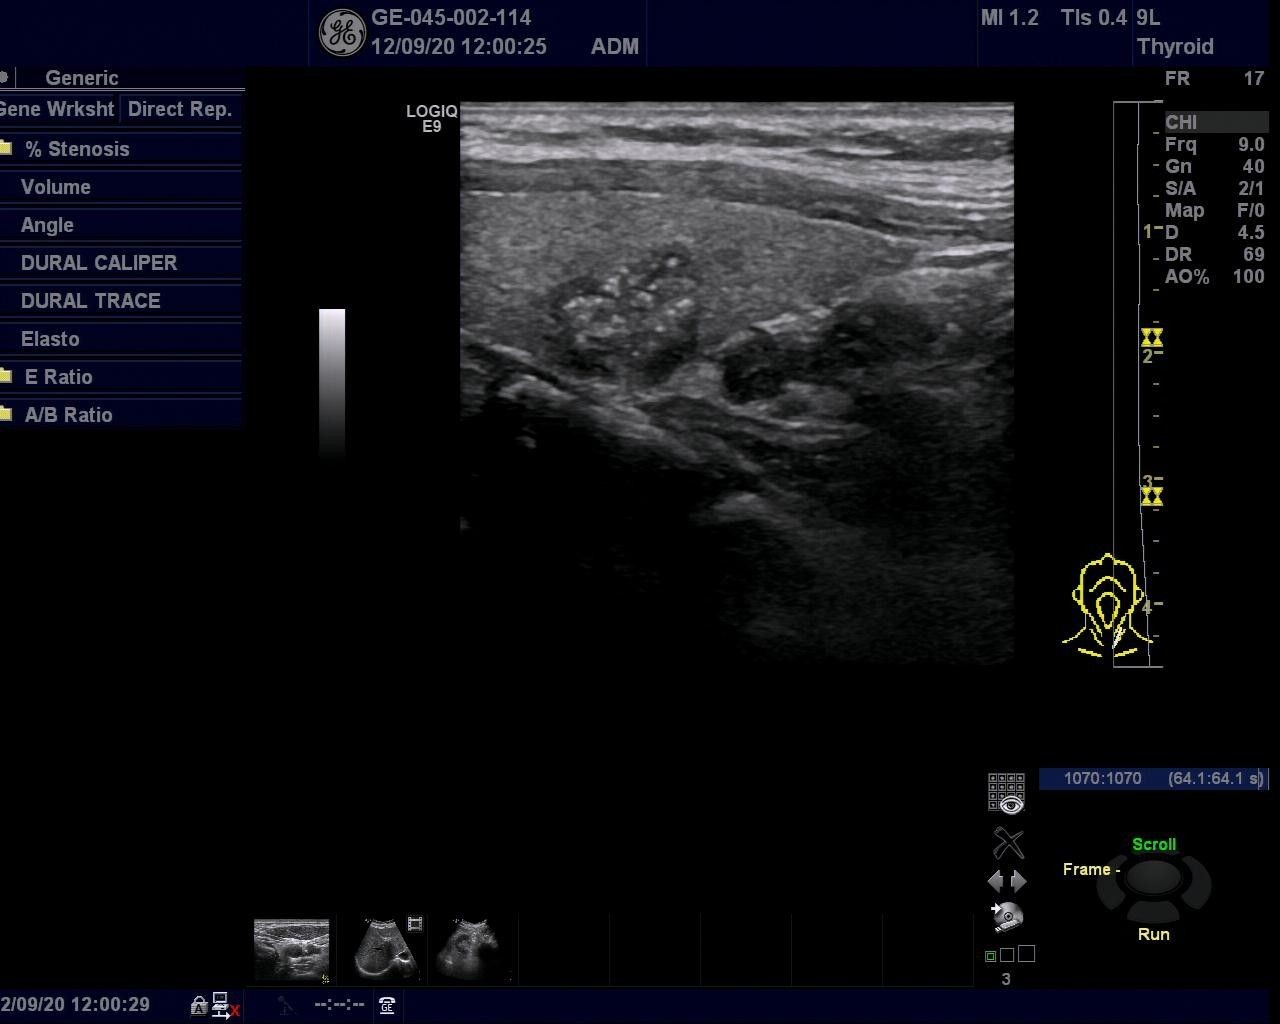 GE-045-002-114
12/09/20 12:00:25 ADM
MI 1.2 TIs 0.4 9L
Thyroid
Generic
Gene Wrksht Direct Rep.
% Stenosis
Volume
Angle
DURAL CALIPER
DURAL TRACE
Elasto
E Ratio
A/B Ratio
LOGIQ
E9
FR 17
CHI
Frq 9.0
Gn 40
S/A 2/1
Map F/0
D 4.5
DR 69
AO% 100
1
2
3
4
1070:1070 (64.1:64.1 s)
Scroll
Frame -
Run
3
2/09/20 12:00:29
--:--:--
GE